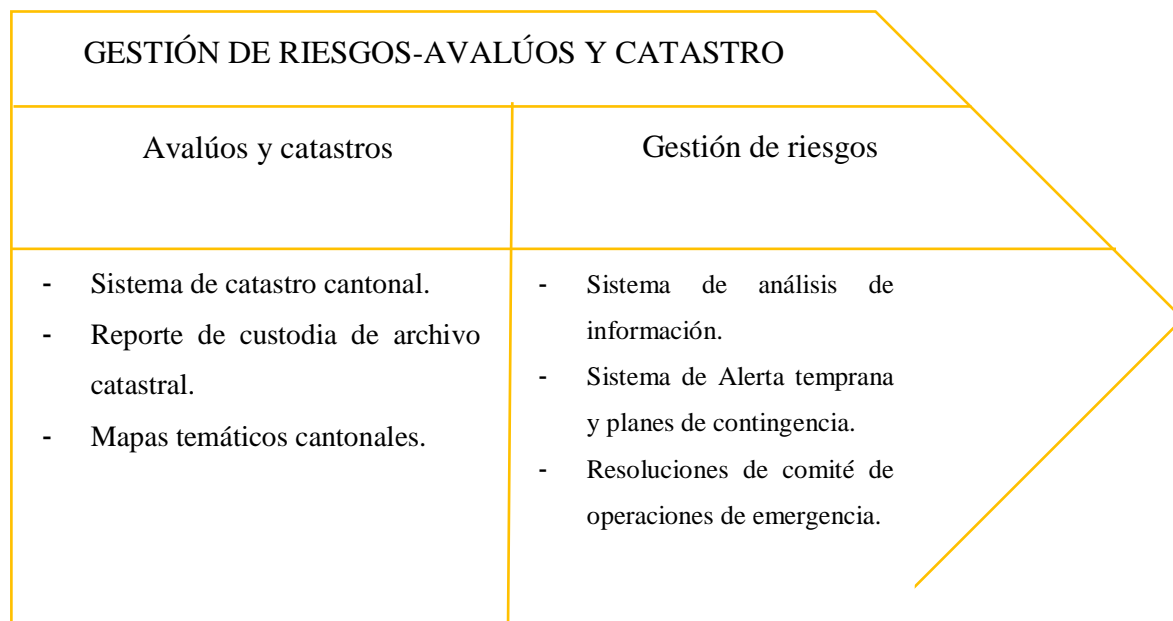 GESTIÓN DE RIESGOS-AVALÚOS Y CATASTRO
Avalúos y catastros
Gestión de riesgos
- Sistema de catastro cantonal.
- Reporte de custodia de archivo
catastral.
- Mapas temáticos cantonales.
- Sistema de análisis de
información.
- Sistema de Alerta temprana
y planes de contingencia.
- Resoluciones de comité de
operaciones de emergencia.